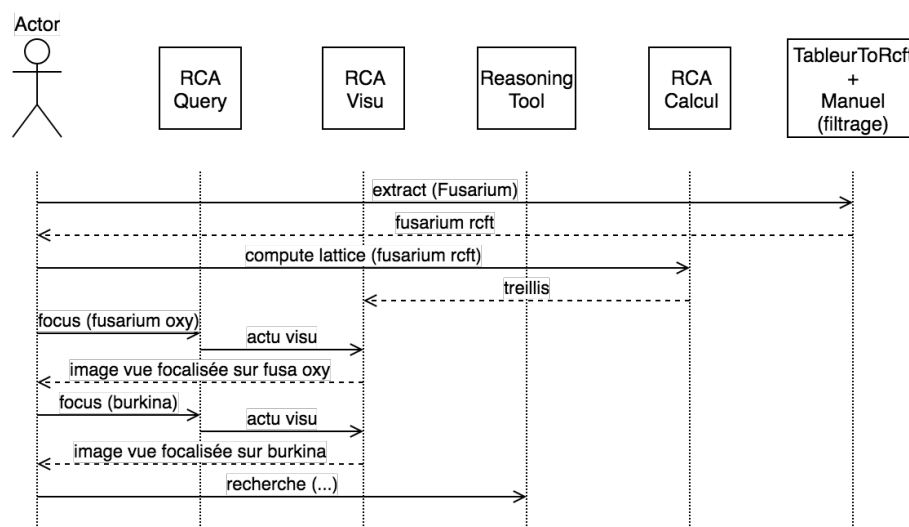 Actor
RCA
Query
RCA
Visu
Reasoning
Tool
RCA
Calcul
TableurToRcft
+
Manuel
(filtrage)
extract (Fusarium)
fusarium rcft
compute lattice (fusarium rcft)
treillis
focus (fusarium oxy)
actu visu
image vue focalisée sur fusa oxy
focus (burkina)
actu visu
image vue focalisée sur burkina
recherche (...)